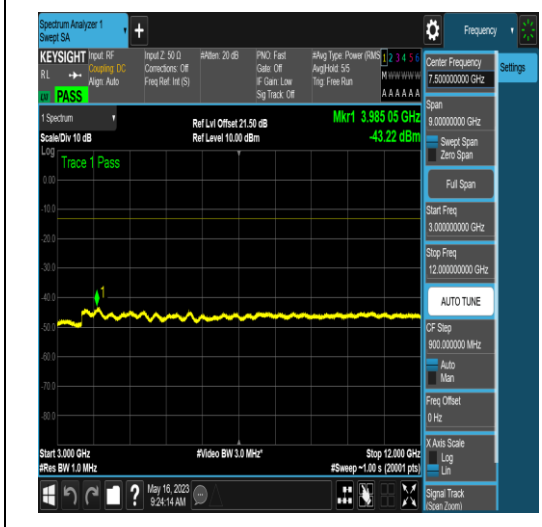 Spectrum Analyzer 1
Swept SA
+
Frequency
KEYSIGHT
RL
PASS
Input: RF
Coupling: DC
Align: Auto
Input Z: 50 Ω
Corrections: Off
Freq Ref: Int (S)
#Atten: 20 dB
PNO: Fast
Gate: Off
IF Gain: Low
Sig Track: Off
#Avg Type: Power (RMS
Avg|Hold: 5/5
Trig: Free Run
1 2 3 4 5 6
M W W W W W
A A A A A A
1 Spectrum
Scale/Div 10 dB
Ref Lvl Offset 21.50 dB
Ref Level 10.00 dBm
Mkr1 3.985 05 GHz
-43.22 dBm
Log
Trace 1 Pass
0.00
-10.0
-20.0
-30.0
-40.0
-50.0
-60.0
-70.0
-80.0
1
Start 3.000 GHz
#Res BW 1.0 MHz
#Video BW 3.0 MHz*
Stop 12.000 GHz
#Sweep ~1.00 s (20001 pts)
?
May 16, 2023
9:24:14 AM
Center Frequency
7.500000000 GHz
Settings
Span
9.00000000 GHz
Swept Span
Zero Span
Full Span
Start Freq
3.000000000 GHz
Stop Freq
12.000000000 GHz
AUTO TUNE
CF Step
900.000000 MHz
Auto
Man
Freq Offset
0 Hz
X Axis Scale
Log
Lin
Signal Track
(Span Zoom)